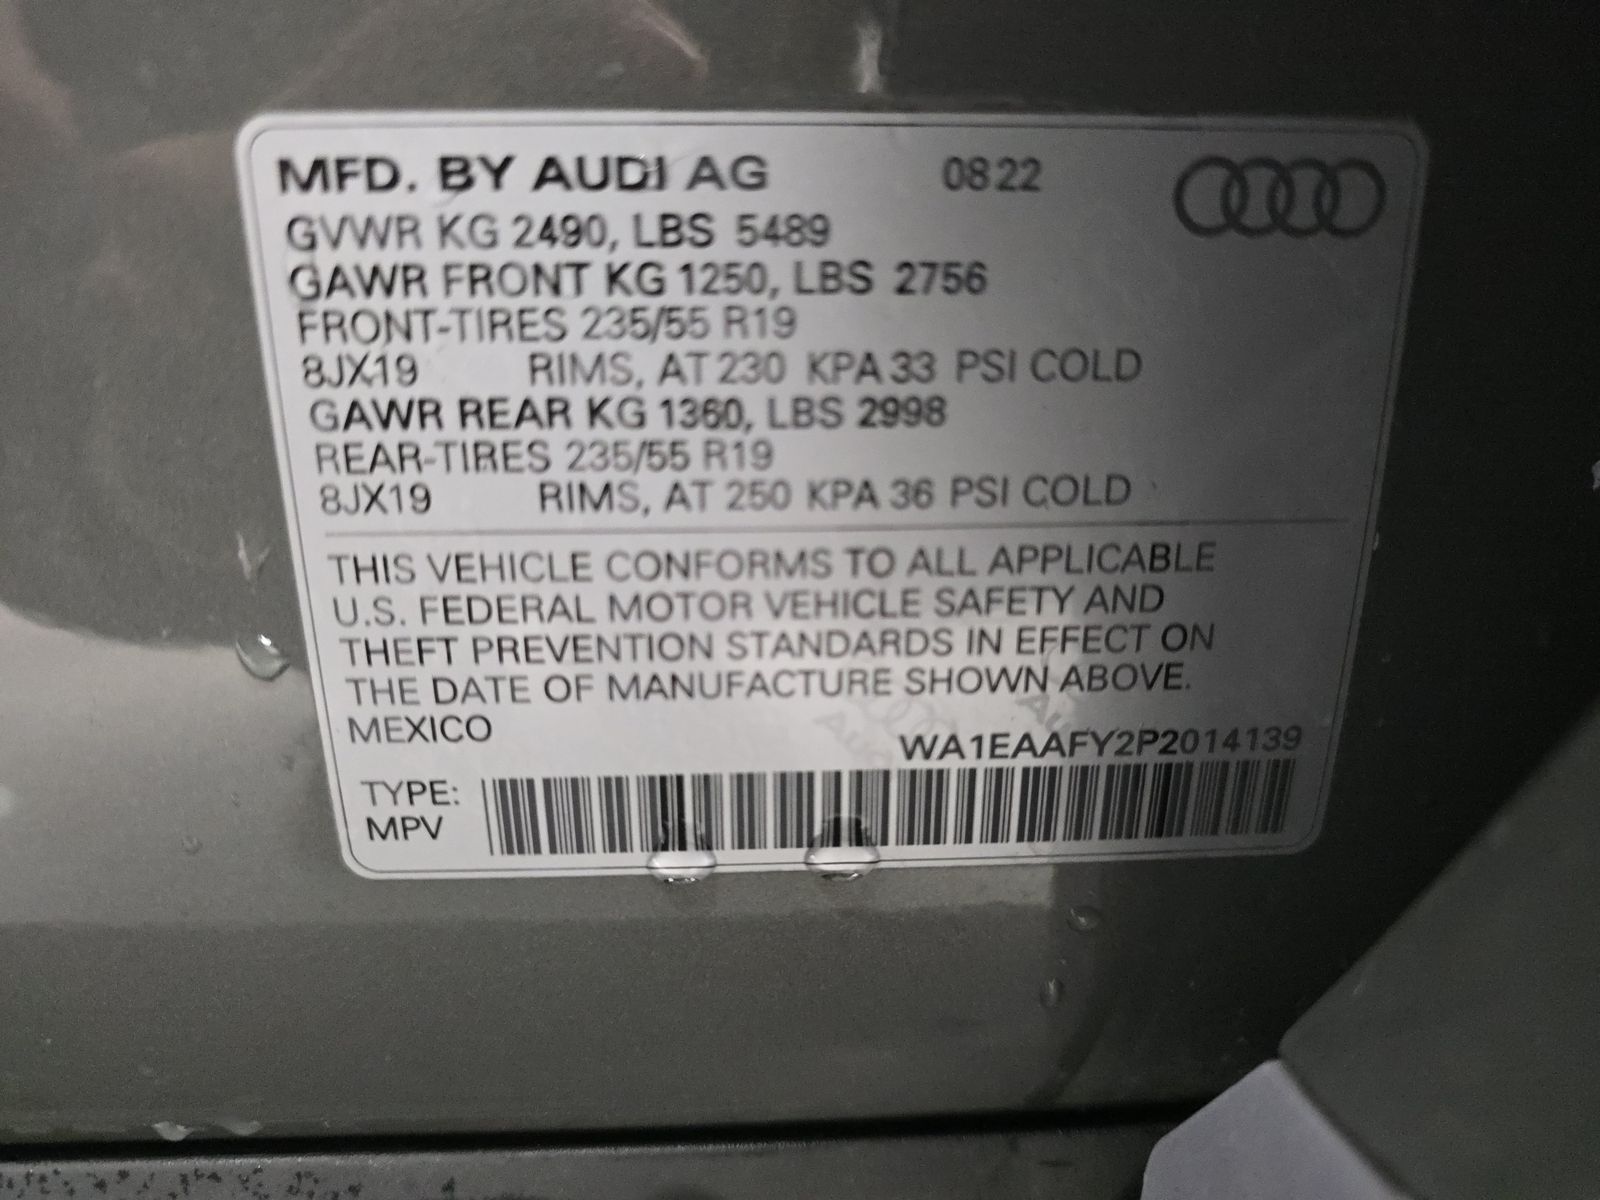 MFD. BY AUDI AG 0822
GVWR KG 2490, LBS 5489
GAWR FRONT KG 1250, LBS 2756
FRONT-TIRES 235/55 R19
8JX19 RIMS, AT 230 KPA 33 PSI COLD
GAWR REAR KG 1360, LBS 2998
REAR-TIRES 235/55 R19
8JX19 RIMS, AT 250 KPA 36 PSI COLD
THIS VEHICLE CONFORMS TO ALL APPLICABLE
U.S. FEDERAL MOTOR VEHICLE SAFETY AND
THEFT PREVENTION STANDARDS IN EFFECT ON
THE DATE OF MANUFACTURE SHOWN ABOVE.
MEXICO
WA1EAAFY2P2014139
TYPE:
MPV